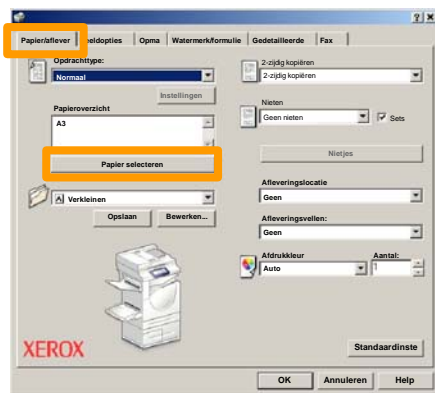 Papier/aflever eeldopties Opma Watermerk/formulie Gedetailleerde Fax
Opdrachttype:
Normaal
Instellingen
Papieroverzicht
A3
Papier selecteren
A Verkleinen
Opslaan Bewerken...
XEROX
2-zijdig kopiëren
2-zijdig kopiëren
Nieten
Geen nieten Sets
Nietjes
Afleveringslocatie
Geen
Afleveringsvellen:
Geen
Afdrukkleur Aantal:
Auto 1
Standaardinste
OK Annuleren Help